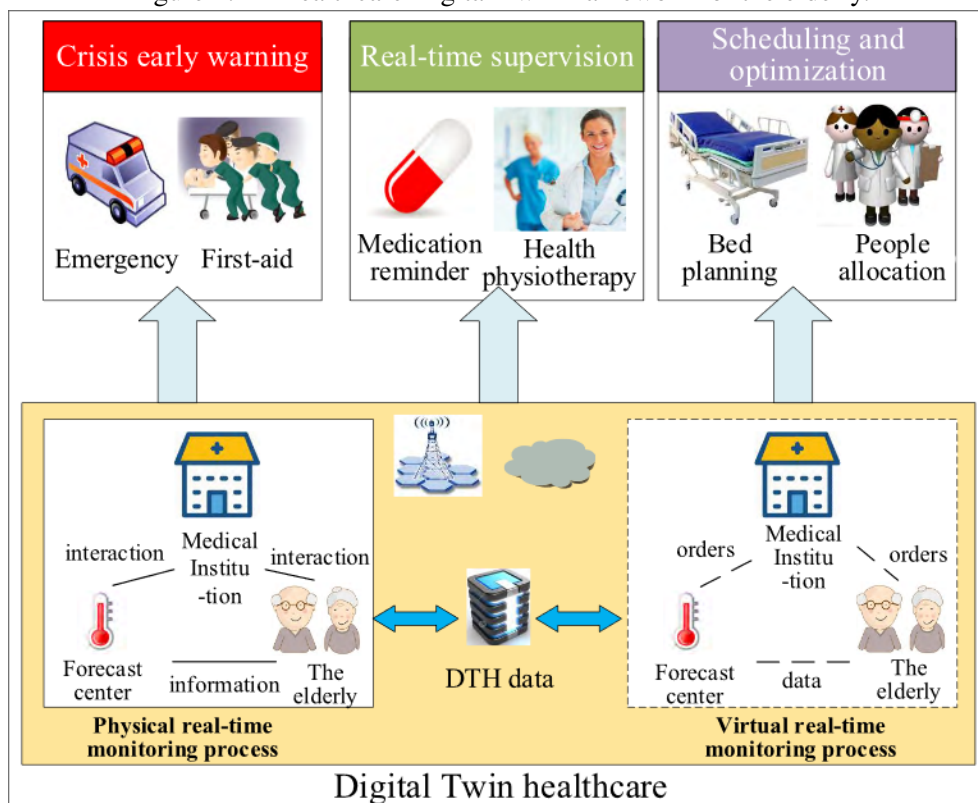 Crisis early warning
Real-time supervision
Scheduling and
optimization
Emergency
First-aid
Medication
reminder
Health
physiotherapy
Bed
planning
People
allocation
interaction
Medical
Institu
-tion
interaction
Forecast
center
information
The
elderly
Physical real-time
monitoring process
DTH data
orders
Medical
Institu
-tion
orders
Forecast
center
data
The
elderly
Virtual real-time
monitoring process
Digital Twin healthcare